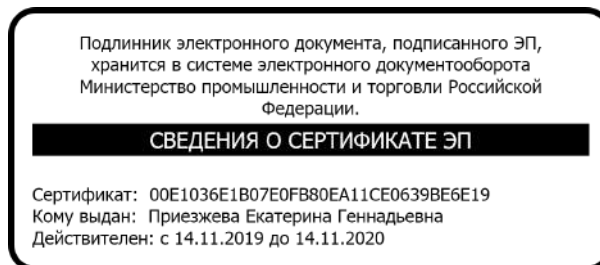 Подлинник электронного документа, подписанного ЭП,
хранится в системе электронного документооборота
Министерство промышленности и торговли Российской
Федерации.
СВЕДЕНИЯ О СЕРТИФИКАТЕ ЭП
Сертификат: 00E1036E1B07E0FB80EA11CE0639BE6E19
Кому выдан: Приезжева Екатерина Геннадьевна
Действителен: с 14.11.2019 до 14.11.2020